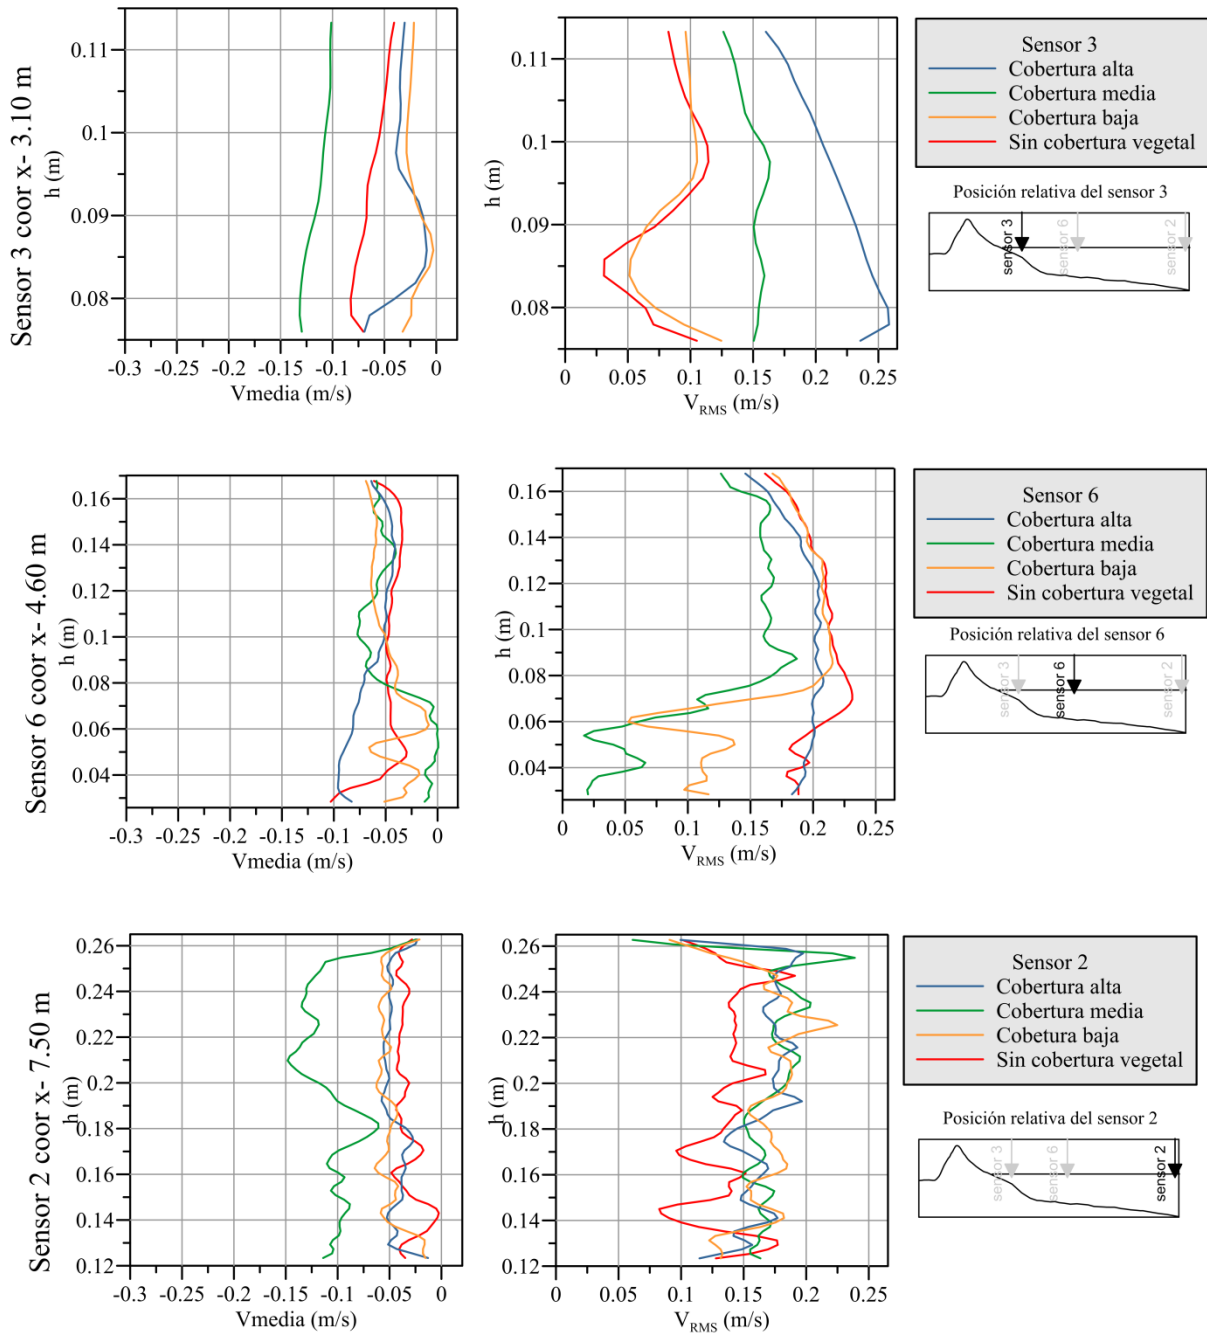 Sensor 3 coor x- 3.10 m
h (m)
0.11
0.1
0.09
0.08
-0.3 -0.25 -0.2 -0.15 -0.1 -0.05 0
Vmedia (m/s)
h (m)
0.11
0.1
0.09
0.08
0 0.05 0.1 0.15 0.2 0.25
VRMS (m/s)
Sensor 3
Cobertura alta
Cobertura media
Cobertura baja
Sin cobertura vegetal
Posición relativa del sensor 3
sensor 3
sensor 6
sensor 2
Sensor 6 coor x- 4.60 m
h (m)
0.16
0.14
0.12
0.1
0.08
0.06
0.04
-0.3 -0.25 -0.2 -0.15 -0.1 -0.05 0
Vmedia (m/s)
h (m)
0.16
0.14
0.12
0.1
0.08
0.06
0.04
0 0.05 0.1 0.15 0.2 0.25
VRMS (m/s)
Sensor 6
Cobertura alta
Cobertura media
Cobertura baja
Sin cobertura vegetal
Posición relativa del sensor 6
sensor 3
sensor 6
sensor 2
Sensor 2 coor x- 7.50 m
h (m)
0.26
0.24
0.22
0.2
0.18
0.16
0.14
0.12
-0.3 -0.25 -0.2 -0.15 -0.1 -0.05 0
Vmedia (m/s)
h (m)
0.26
0.24
0.22
0.2
0.18
0.16
0.14
0.12
0 0.05 0.1 0.15 0.2 0.25
VRMS (m/s)
Sensor 2
Cobertura alta
Cobertura media
Cobetura baja
Sin cobertura vegetal
Posición relativa del sensor 2
sensor 3
sensor 6
sensor 2